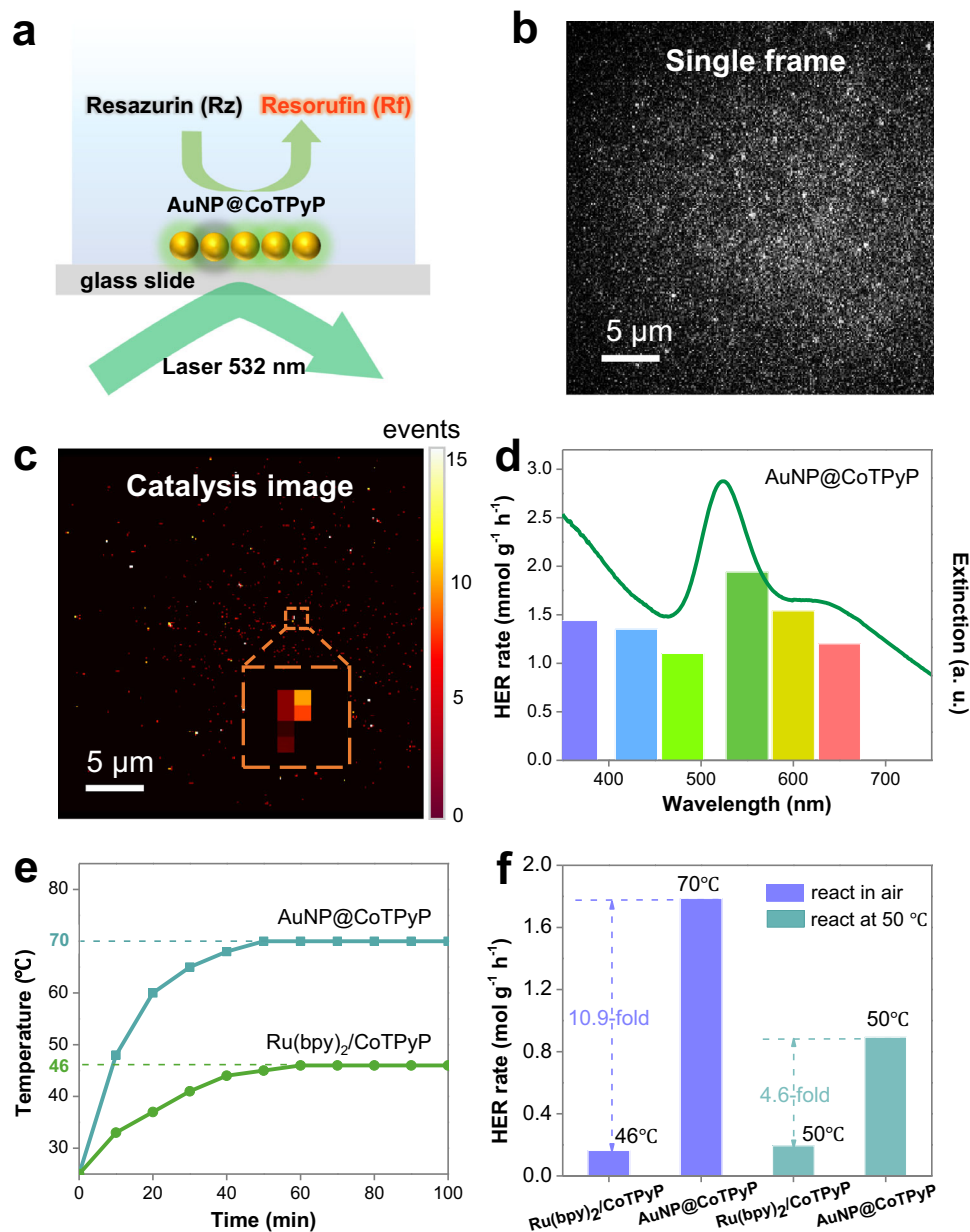 a
Resazurin (Rz)
Resorufin (Rf)
AuNP@CoTPyP
glass slide
Laser 532 nm
b
Single frame
5 µm
c
events
Catalysis image
15
10
5
0
5 µm
d
AuNP@CoTPyP
3.0
2.5
2.0
1.5
1.0
0.5
0.0
HER rate (mmol g⁻¹ h⁻¹)
Extinction (a. u.)
400
500
600
700
Wavelength (nm)
e
80
70
60
50
46
40
30
Temperature (℃)
AuNP@CoTPyP
Ru(bpy)₂/CoTPyP
0
20
40
60
80
100
Time (min)
f
2.0
1.6
1.2
0.8
0.4
0.0
HER rate (mol g⁻¹ h⁻¹)
70℃
react in air
react at 50 ℃
10.9-fold
50℃
4.6-fold
46℃
50℃
Ru(bpy)₂/CoTPyP
AuNP@CoTPyP
Ru(bpy)₂/CoTPyP
AuNP@CoTPyP